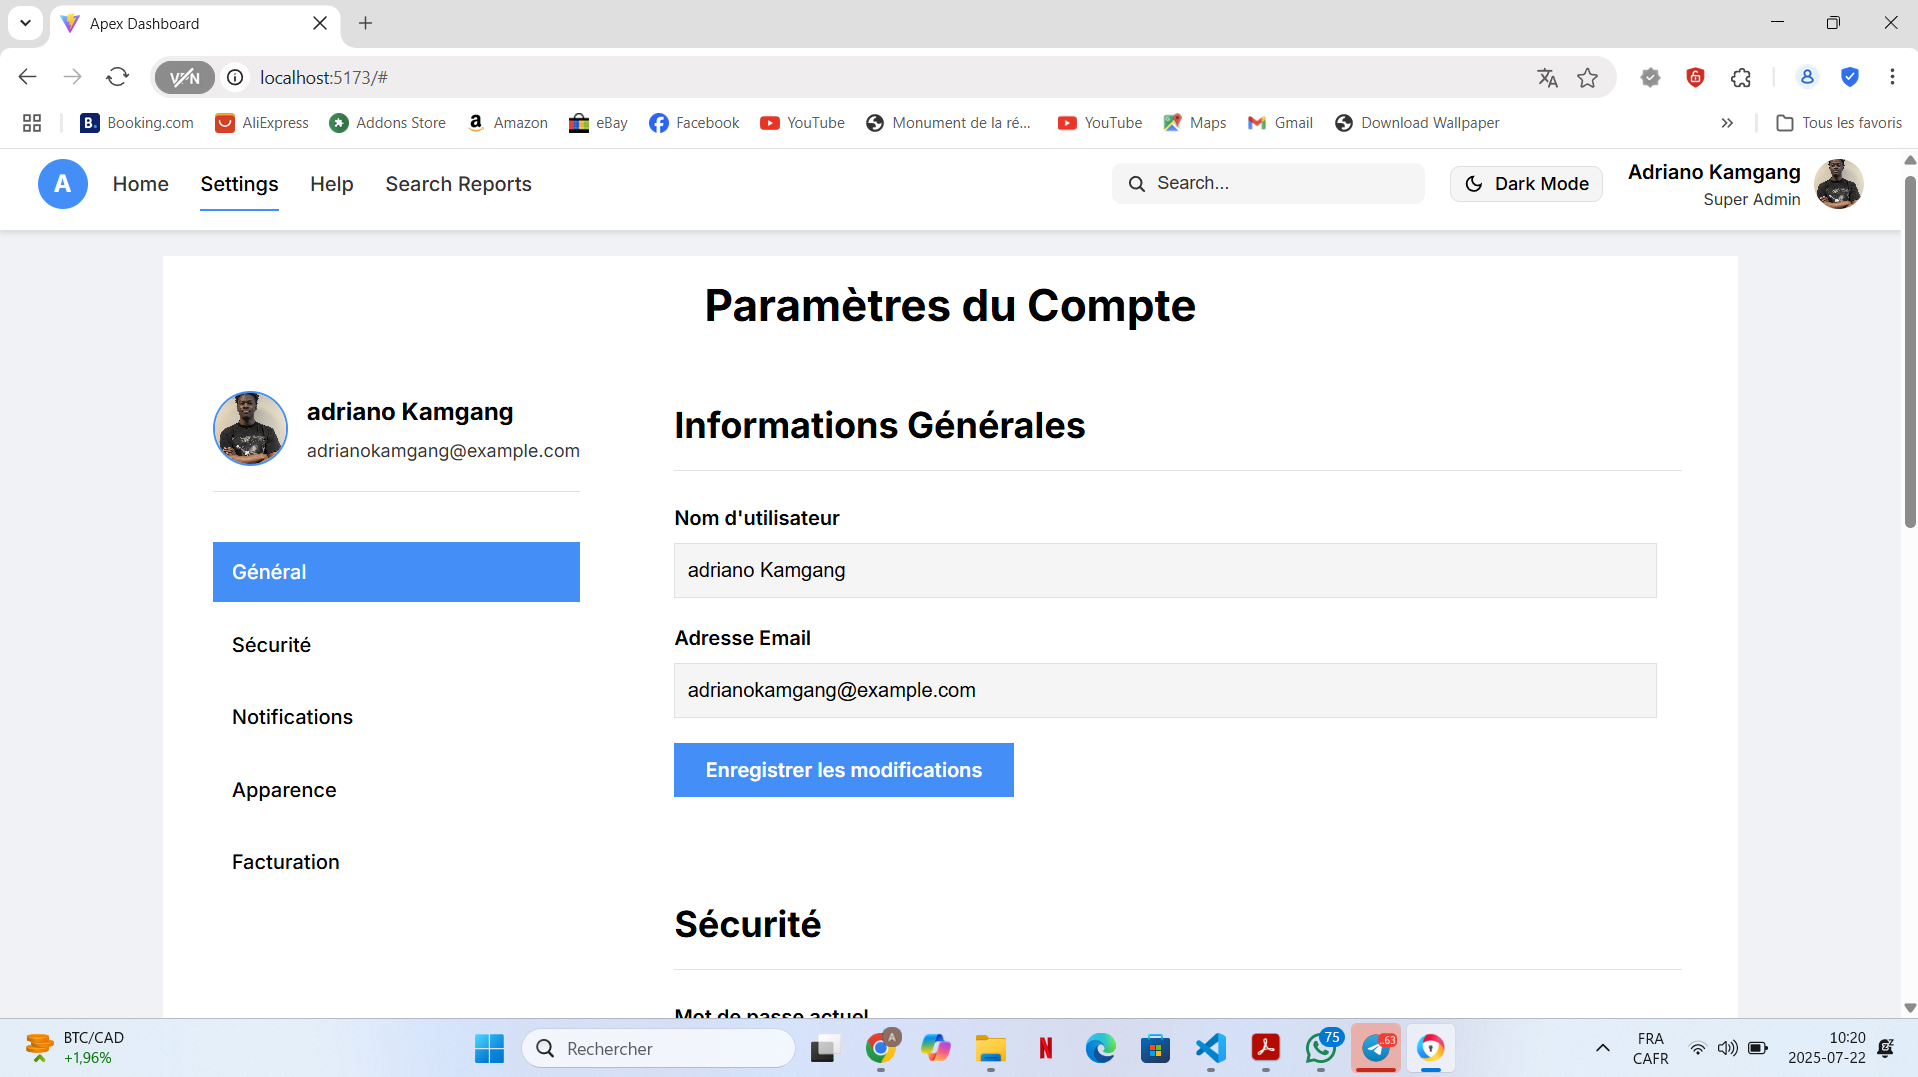 Apex Dashboard
VPN
localhost:5173/#
Booking.com
AliExpress
Addons Store
Amazon
eBay
Facebook
YouTube
Monument de la ré...
YouTube
Maps
Gmail
Download Wallpaper
Tous les favoris
A
Home
Settings
Help
Search Reports
Search...
Dark Mode
Adriano Kamgang
Super Admin
Paramètres du Compte
adriano Kamgang
adrianokamgang@example.com
Général
Sécurité
Notifications
Apparence
Facturation
Informations Générales
Nom d'utilisateur
adriano Kamgang
Adresse Email
adrianokamgang@example.com
Enregistrer les modifications
Sécurité
Mot de passe actuel
BTC/CAD
+1,96%
Rechercher
A
75
..63
FRA
CAFR
10:20
2025-07-22